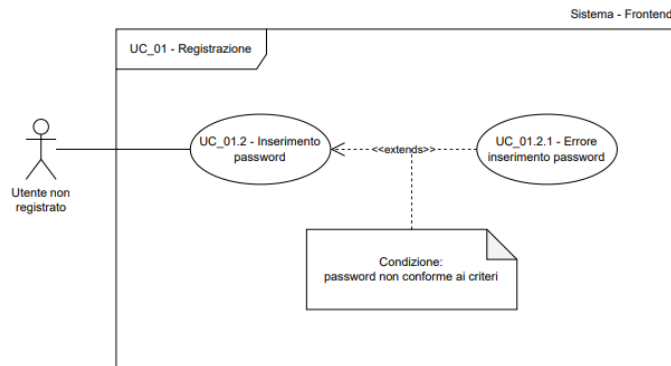 Sistema - Frontend
UC_01 - Registrazione
UC_01.2 - Inserimento
password
<<extends>>
UC_01.2.1 - Errore
inserimento password
Utente non
registrato
Condizione:
password non conforme ai criteri